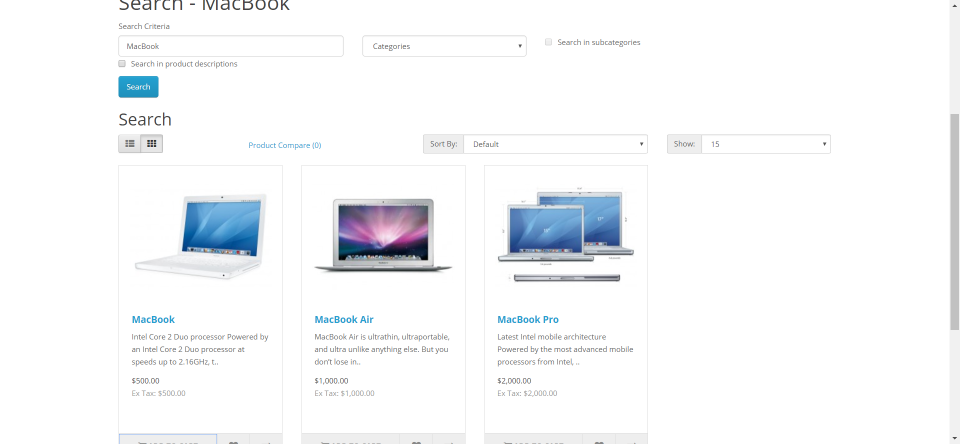 Search - MacBook
Search Criteria
MacBook
Categories
Search in subcategories
Search in product descriptions
Search
Search
Product Compare (0)
Sort By:
Default
Show:
15
MacBook
Intel Core 2 Duo processor Powered by
an Intel Core 2 Duo processor at
speeds up to 2.16GHz, t..
$500.00
Ex Tax: $500.00
MacBook Air
MacBook Air is ultrathin, ultraportable,
and ultra unlike anything else. But you
don't lose in..
$1,000.00
Ex Tax: $1,000.00
MacBook Pro
Latest Intel mobile architecture
Powered by the most advanced mobile
processors from Intel, ..
$2,000.00
Ex Tax: $2,000.00